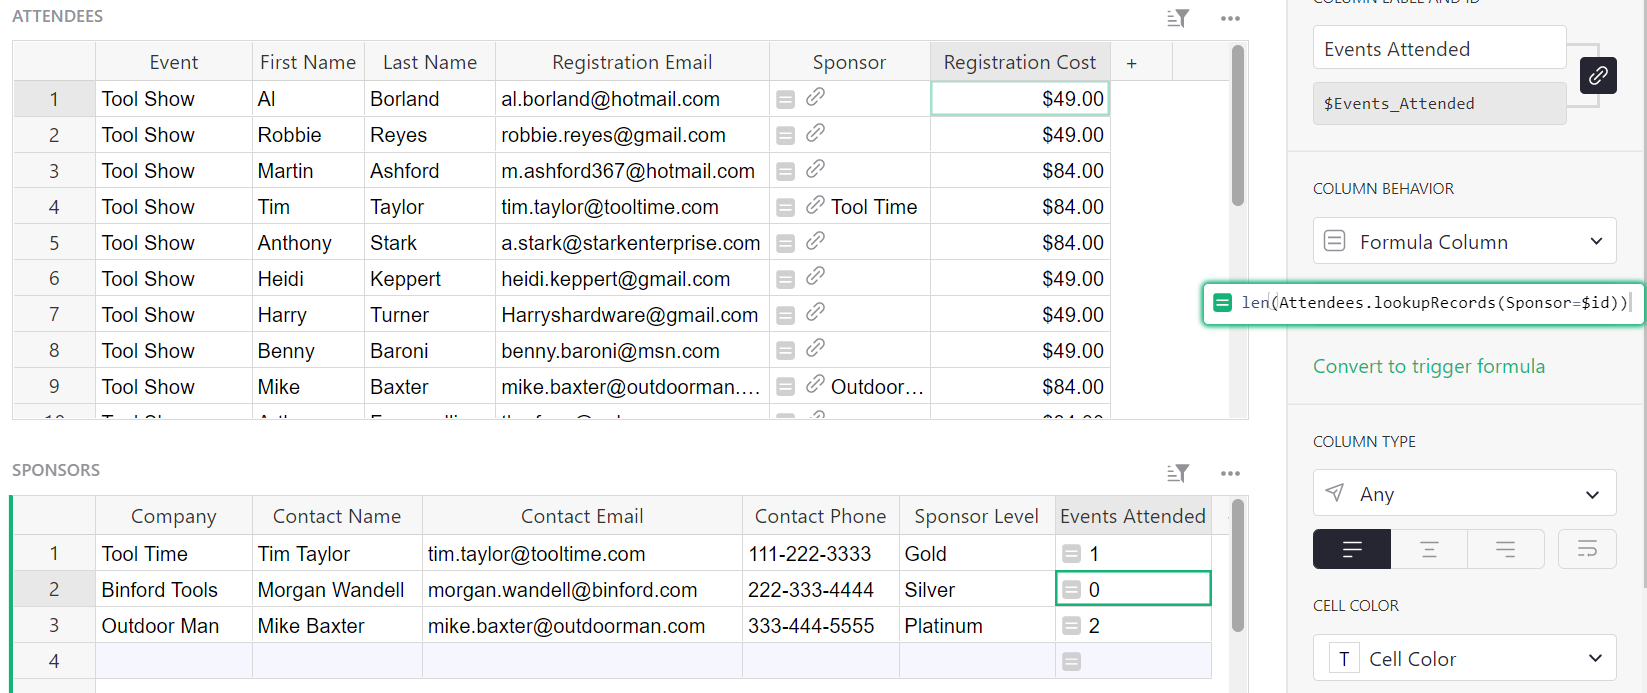 ATTENDEES
Event First Name Last Name Registration Email Sponsor Registration Cost +
1 Tool Show Al Borland al.borland@hotmail.com $49.00
2 Tool Show Robbie Reyes robbie.reyes@gmail.com $49.00
3 Tool Show Martin Ashford m.ashford367@hotmail.com $84.00
4 Tool Show Tim Taylor tim.taylor@tooltime.com Tool Time $84.00
5 Tool Show Anthony Stark a.stark@starkenterprise.com $84.00
6 Tool Show Heidi Keppert heidi.keppert@gmail.com $49.00
7 Tool Show Harry Turner Harryshardware@gmail.com $49.00
8 Tool Show Benny Baroni benny.baroni@msn.com $49.00
9 Tool Show Mike Baxter mike.baxter@outdoorman.... Outdoor... $84.00
SPONSORS
Company Contact Name Contact Email Contact Phone Sponsor Level Events Attended
1 Tool Time Tim Taylor tim.taylor@tooltime.com 111-222-3333 Gold 1
2 Binford Tools Morgan Wandell morgan.wandell@binford.com 222-333-4444 Silver 0
3 Outdoor Man Mike Baxter mike.baxter@outdoorman.com 333-444-5555 Platinum 2
4
COLUMN LABEL AND ID
Events Attended
$Events_Attended
COLUMN BEHAVIOR
Formula Column
len(Attendees.lookupRecords(Sponsor=$id))
Convert to trigger formula
COLUMN TYPE
Any
CELL COLOR
T Cell Color